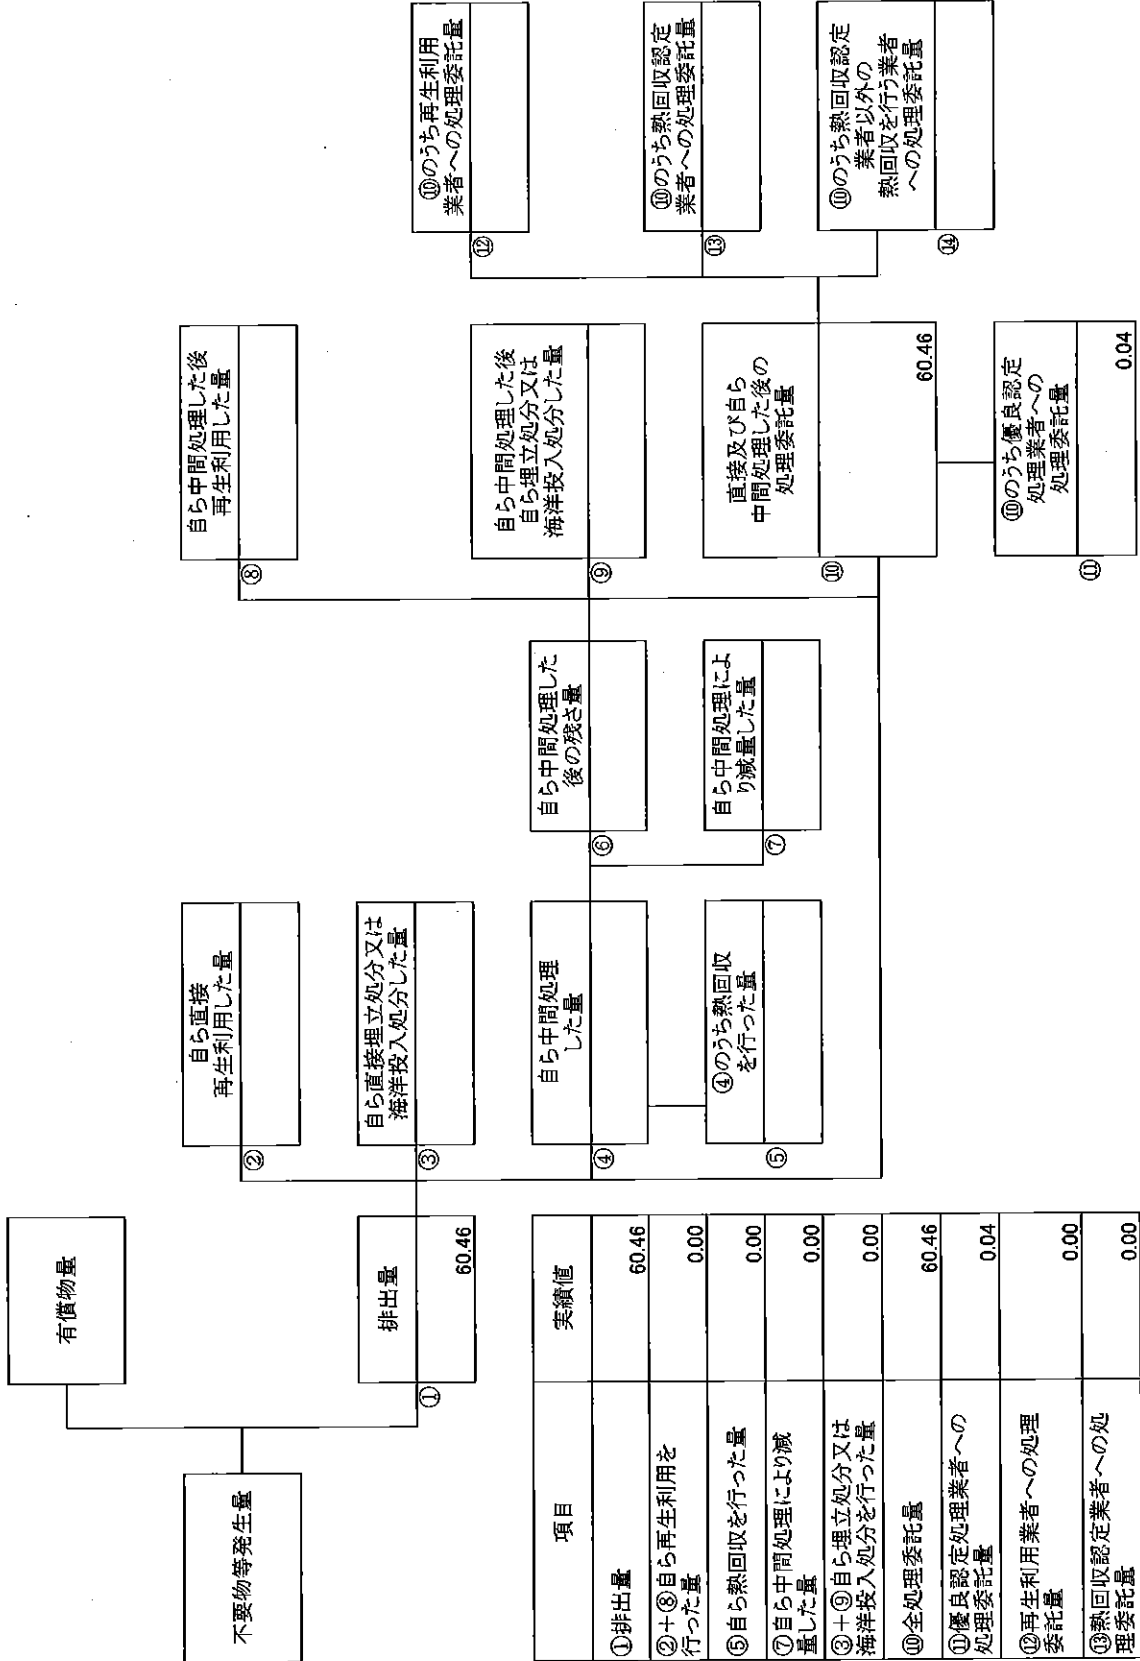 不要物等発生量
有償物量
①
排出量
60.46
②
自ら直接
再生利用した量
③
自ら直接埋立処分又は
海洋投入処分した量
④
自ら中間処理
した量
⑤
④のうち熱回収
を行った量
⑥
自ら中間処理した
後の残さ量
⑦
自ら中間処理によ
り減量した量
⑧
自ら中間処理した後
再生利用した量
⑨
自ら中間処理した後
自ら埋立処分又は
海洋投入処分した量
⑩
直接及び自ら
中間処理した後の
処理委託量
60.46
⑪
⑩のうち優良認定
処理業者への
処理委託量
0.04
⑫
⑩のうち再生利用
業者への処理委託量
⑬
⑩のうち熱回収認定
業者への処理委託量
⑭
⑩のうち熱回収認定
業者以外の
熱回収を行う業者
への処理委託量
項目 実績値
①排出量 60.46
②+⑧自ら再生利用を
行った量 0.00
⑤自ら熱回収を行った量 0.00
⑦自ら中間処理により減
量した量 0.00
③+⑨自ら埋立処分又は
海洋投入処分を行った量 0.00
⑩全処理委託量 60.46
⑪優良認定処理業者への
処理委託量 0.04
⑫再生利用業者への処理
委託量 0.00
⑬熱回収認定業者への処
理委託量 0.00